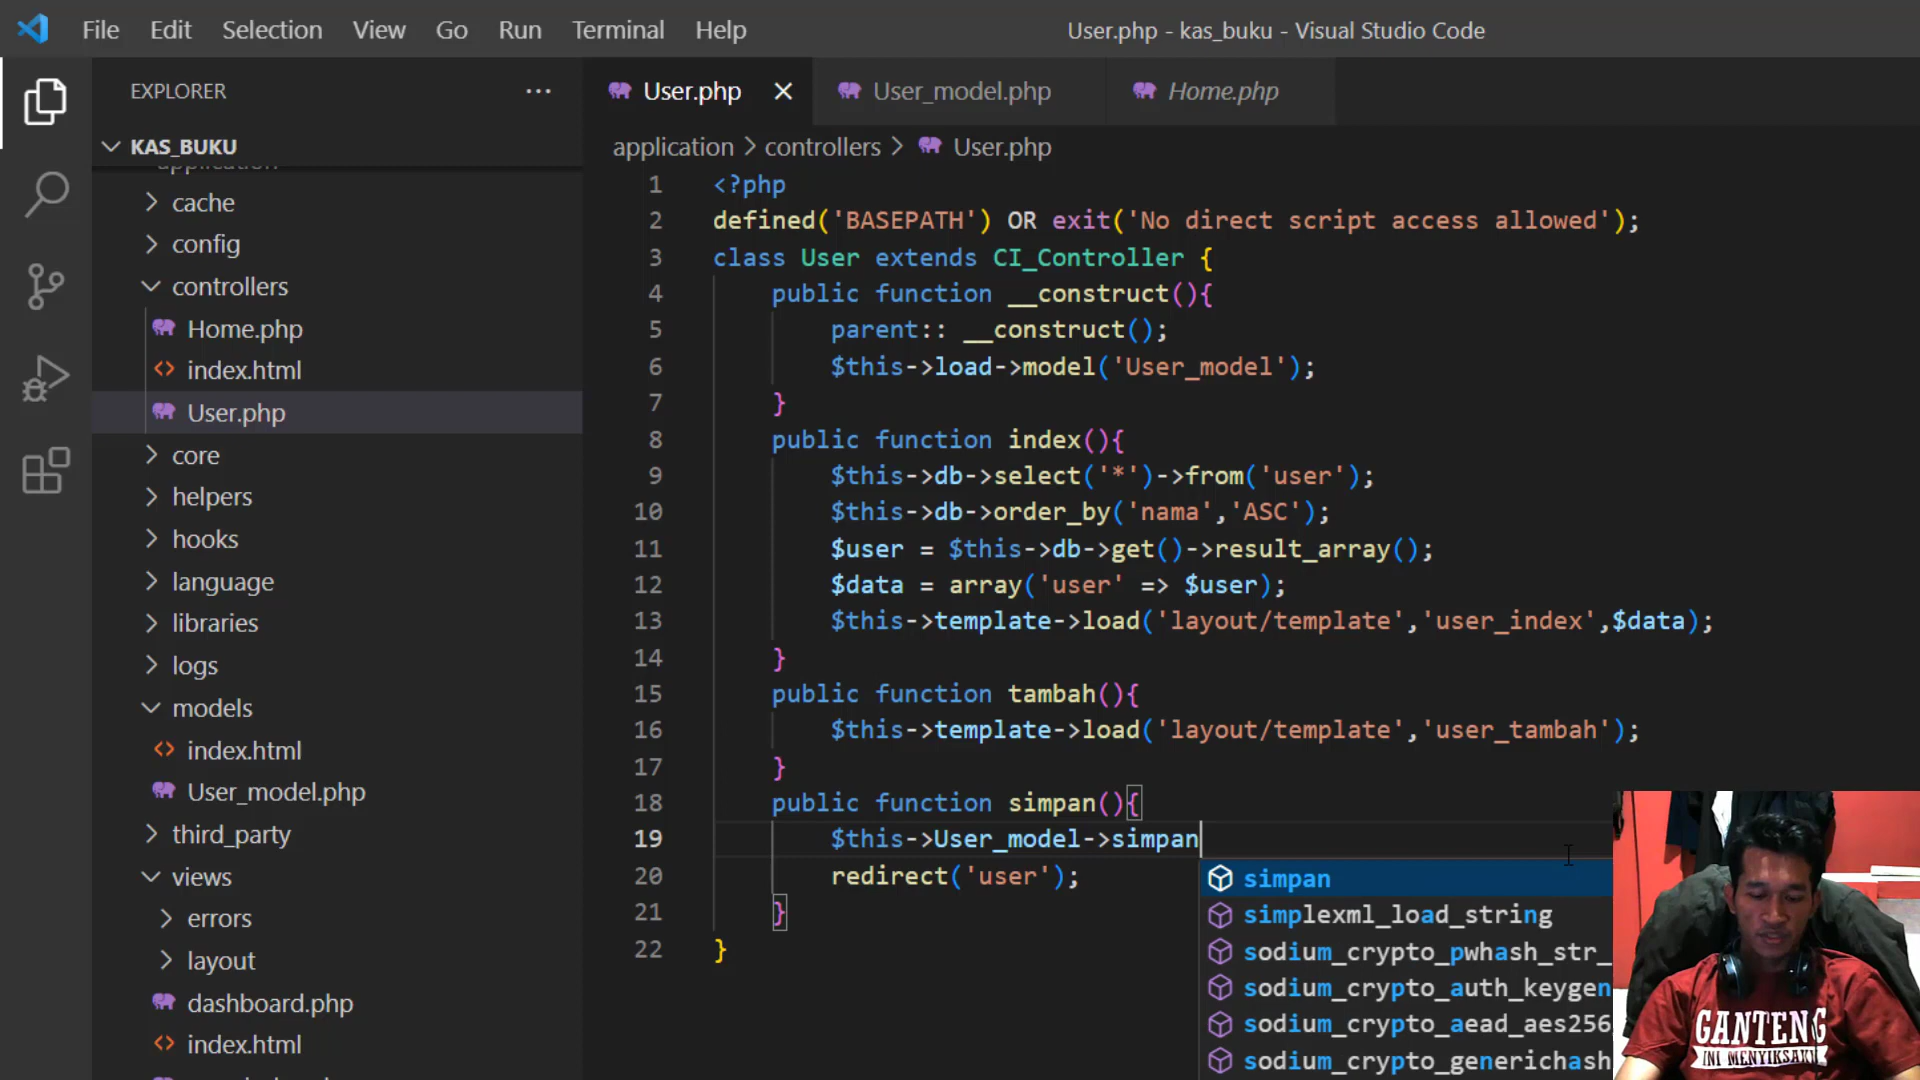 File Edit Selection View Go Run Terminal Help
User.php - kas_buku - Visual Studio Code
EXPLORER
KAS_BUKU
application
cache
config
controllers
Home.php
index.html
User.php
core
helpers
hooks
language
libraries
logs
models
index.html
User_model.php
third_party
views
errors
layout
dashboard.php
index.html
User.php
User_model.php
Home.php
application > controllers > User.php
1 <?php
2 defined('BASEPATH') OR exit('No direct script access allowed');
3 class User extends CI_Controller {
4 public function __construct(){
5 parent:: __construct();
6 $this->load->model('User_model');
7 }
8 public function index(){
9 $this->db->select('*')->from('user');
10 $this->db->order_by('nama','ASC');
11 $user = $this->db->get()->result_array();
12 $data = array('user' => $user);
13 $this->template->load('layout/template','user_index',$data);
14 }
15 public function tambah(){
16 $this->template->load('layout/template','user_tambah');
17 }
18 public function simpan(){
19 $this->User_model->simpan
20 redirect('user');
21 }
22 }
simpan
simplexml_load_string
sodium_crypto_pwhash_str_
sodium_crypto_auth_keygen
sodium_crypto_aead_aes256
sodium_crypto_generichash
GANTENG
INI MENYIKSAKU